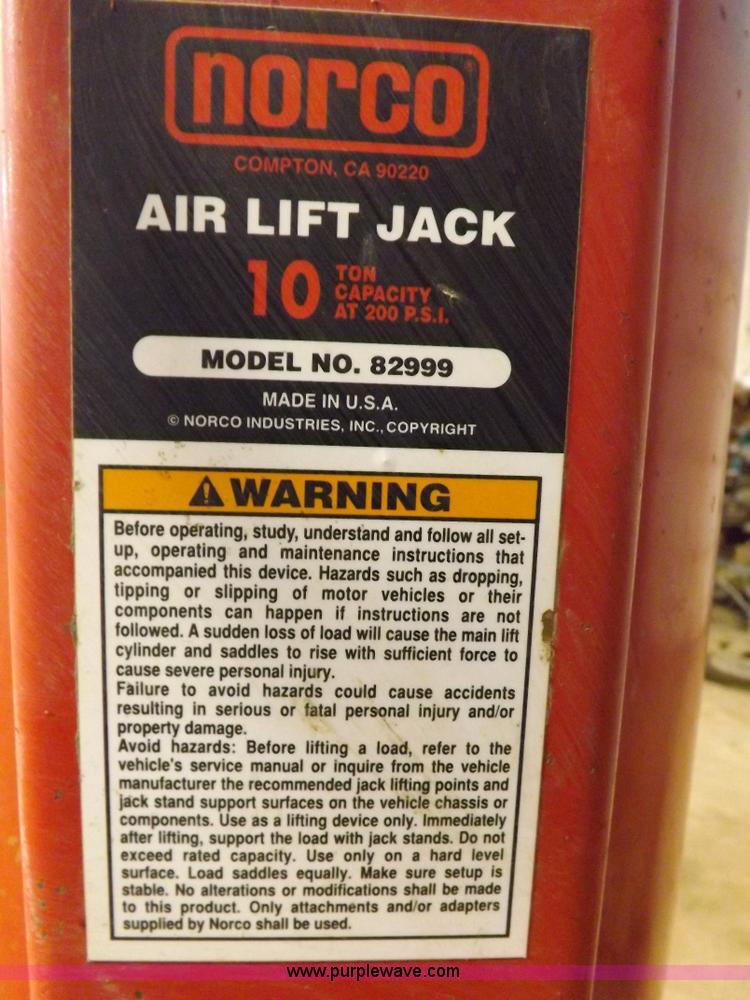 norco®
COMPTON, CA 90220
AIR LIFT JACK
10 TON
CAPACITY
AT 200 P.S.I.
MODEL NO. 82999
MADE IN U.S.A.
© NORCO INDUSTRIES, INC., COPYRIGHT
WARNING
Before operating, study, understand and follow all set-
up, operating and maintenance instructions that
accompanied this device. Hazards such as dropping,
tipping or slipping of motor vehicles or their
components can happen if instructions are not
followed. A sudden loss of load will cause the main lift
cylinder and saddles to rise with sufficient force to
cause severe personal injury.
Failure to avoid hazards could cause accidents
resulting in serious or fatal personal injury and/or
property damage.
Avoid hazards: Before lifting a load, refer to the
vehicle's service manual or inquire from the vehicle
manufacturer the recommended jack lifting points and
jack stand support surfaces on the vehicle chassis or
components. Use as a lifting device only. Immediately
after lifting, support the load with jack stands. Do not
exceed rated capacity. Use only on a hard level
surface. Load saddles equally. Make sure setup is
stable. No alterations or modifications shall be made
to this product. Only attachments and/or adapters
supplied by Norco shall be used.
www.purplewave.com